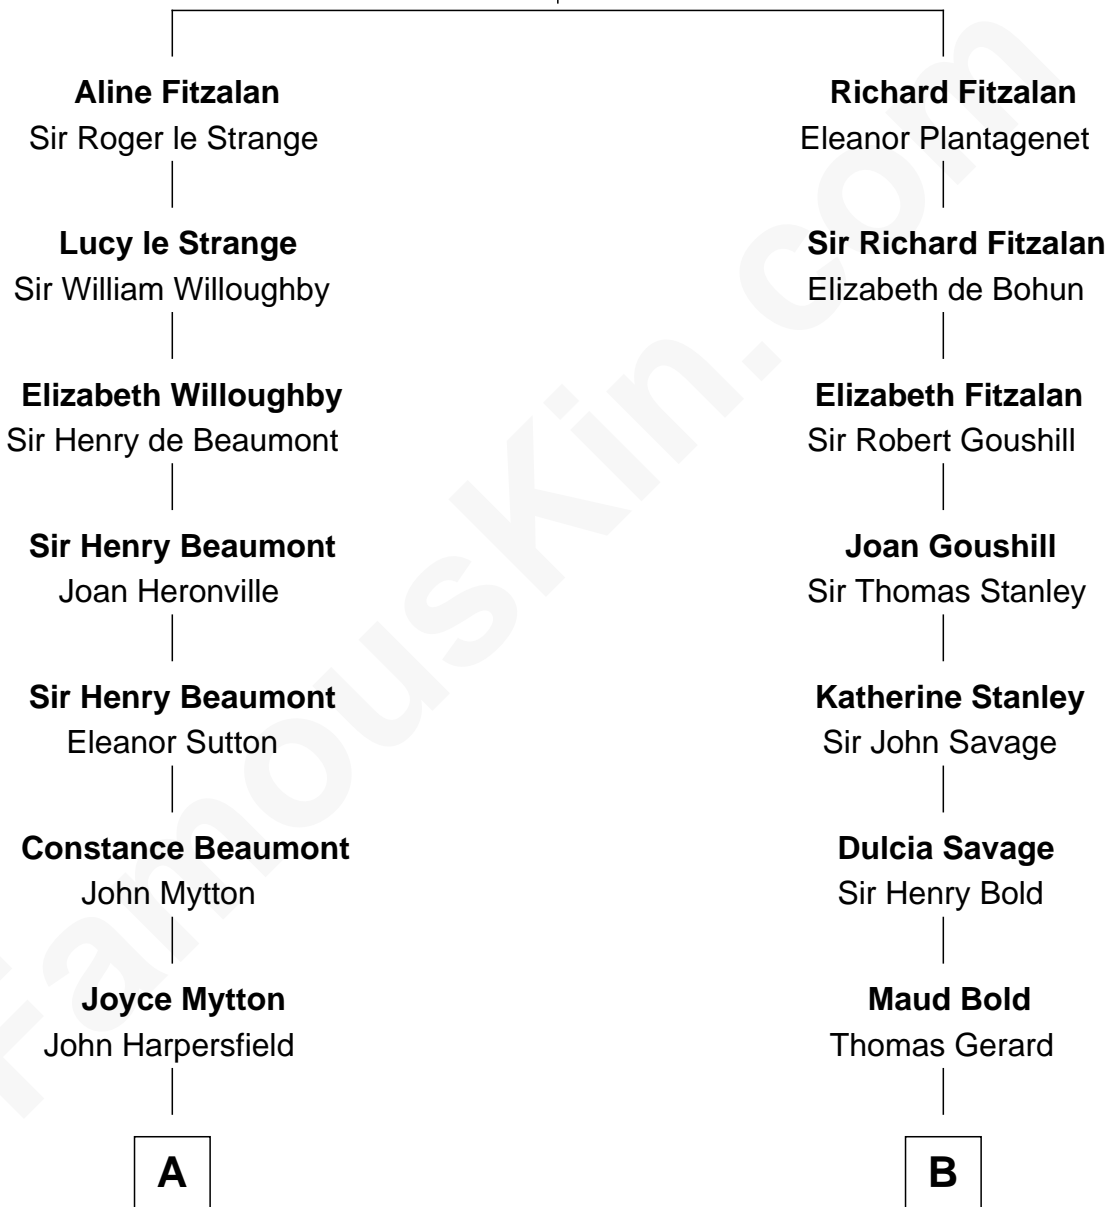 Aline Fitzalan
Sir Roger le Strange
Richard Fitzalan
Eleanor Plantagenet
Lucy le Strange
Sir William Willoughby
Sir Richard Fitzalan
Elizabeth de Bohun
Elizabeth Willoughby
Sir Henry de Beaumont
Elizabeth Fitzalan
Sir Robert Goushill
Sir Henry Beaumont
Joan Heronville
Joan Goushill
Sir Thomas Stanley
Sir Henry Beaumont
Eleanor Sutton
Katherine Stanley
Sir John Savage
Constance Beaumont
John Mytton
Dulcia Savage
Sir Henry Bold
Joyce Mytton
John Harpersfield
Maud Bold
Thomas Gerard
A
B
FamousKin.com